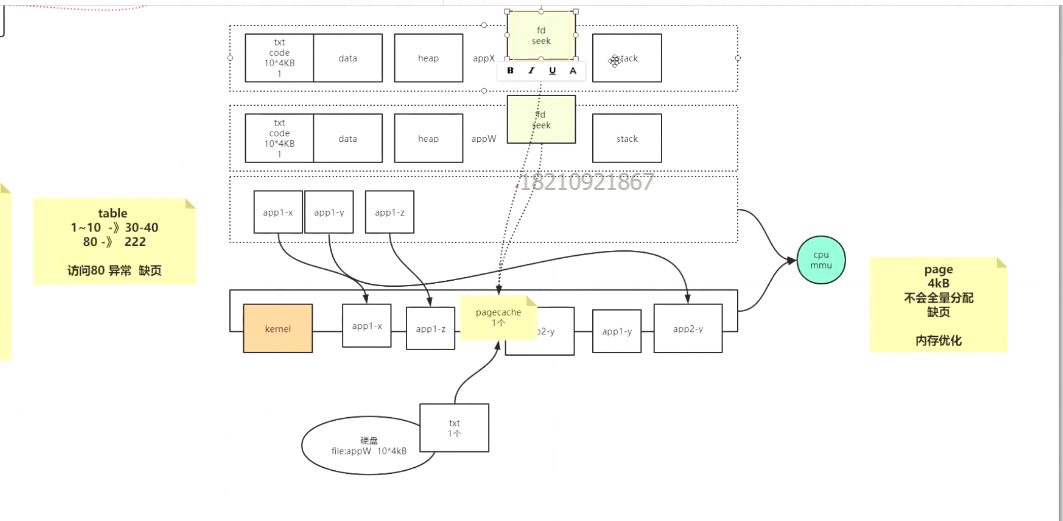 fd
seek
txt
code
10*4KB
1
data
heap
appX
stack
B I U A
txt
code
10*4KB
1
data
heap
appW
fd
seek
stack
18210921867
table
1~10 -》30-40
80 -》 222
访问80 异常 缺页
app1-x
app1-y
app1-z
cpu
mmu
page
4kB
不会全量分配
缺页
内存优化
kernel
app1-x
app1-z
pagecache
1个
p2-y
app1-y
app2-y
txt
1个
硬盘
file:appW 10*4kB